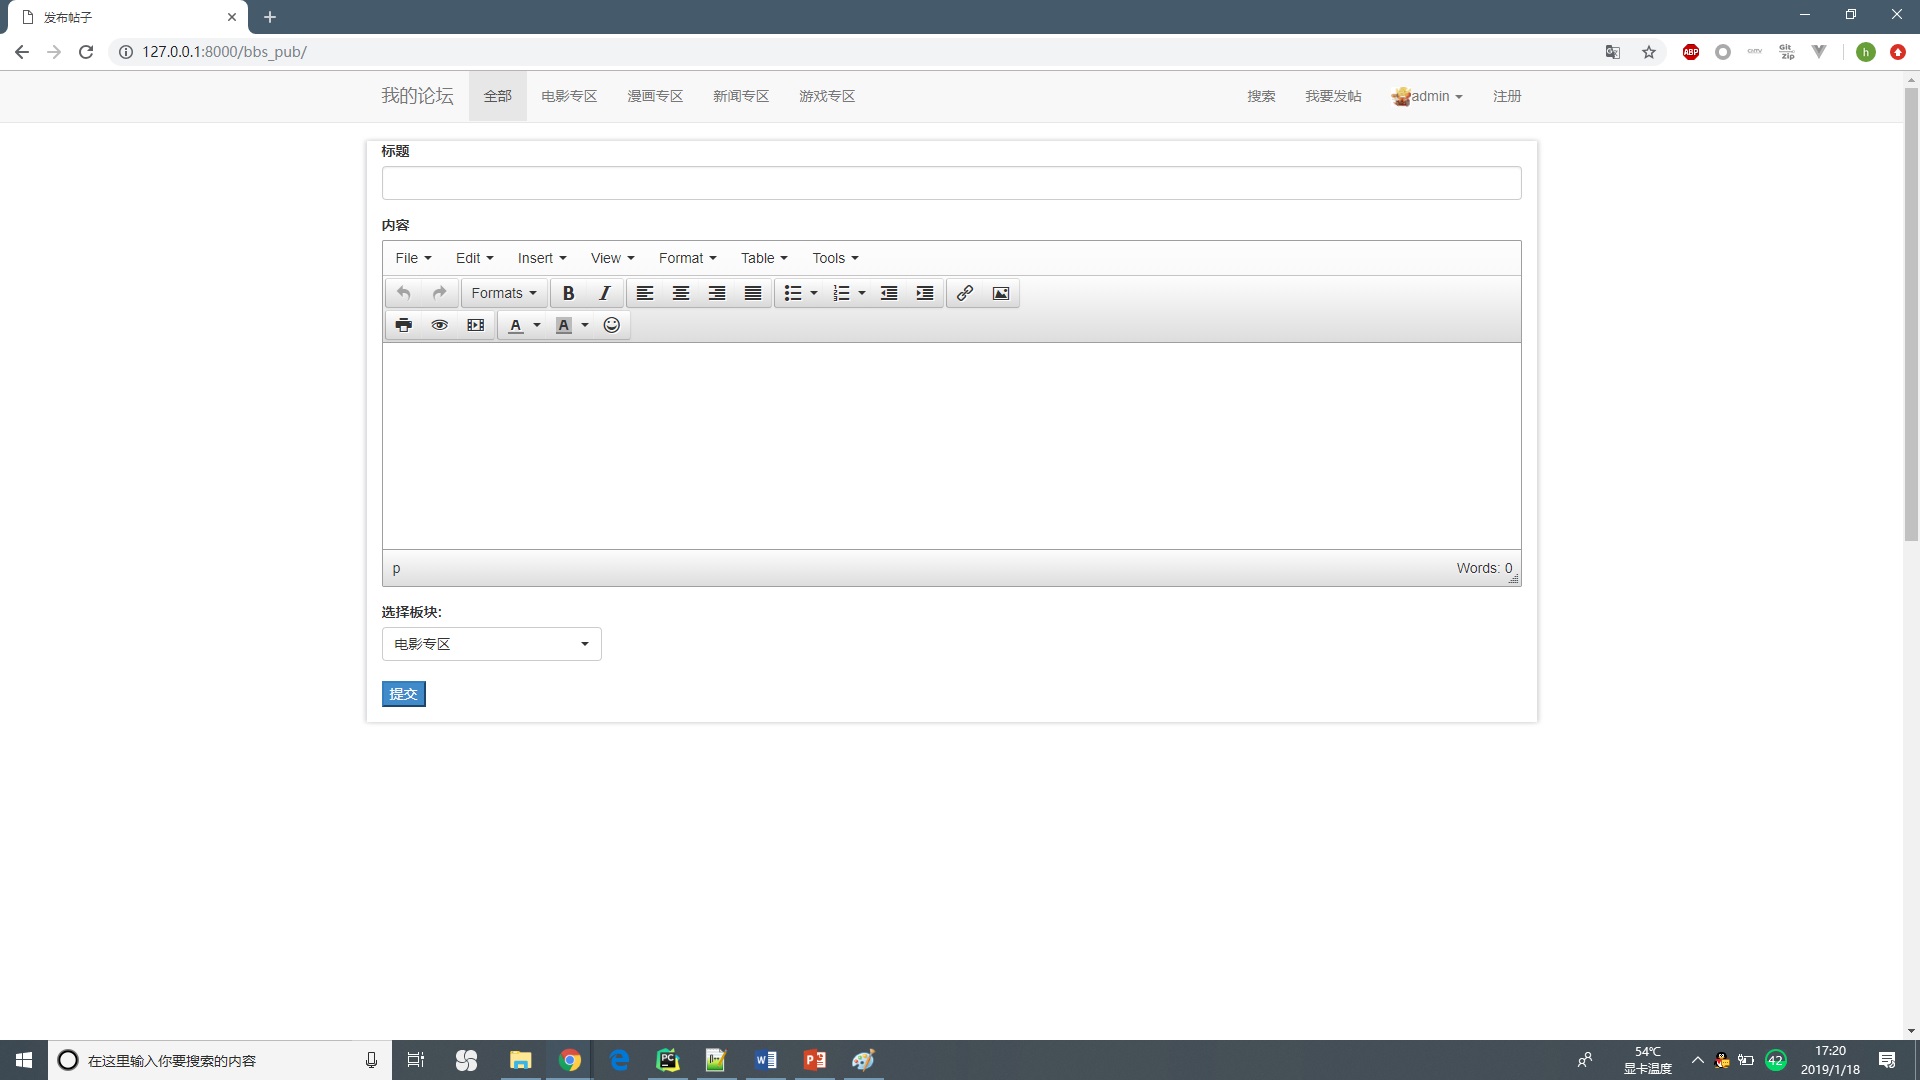 发布帖子
127.0.0.1:8000/bbs_pub/
ABP
Git
Zip
h
我的论坛 全部 电影专区 漫画专区 新闻专区 游戏专区 搜索 我要发帖 admin 注册
标题
内容
File Edit Insert View Format Table Tools
Formats B I
A A
p Words: 0
选择板块:
电影专区
提交
在这里输入你要搜索的内容
54℃
显卡温度
42
17:20
2019/1/18